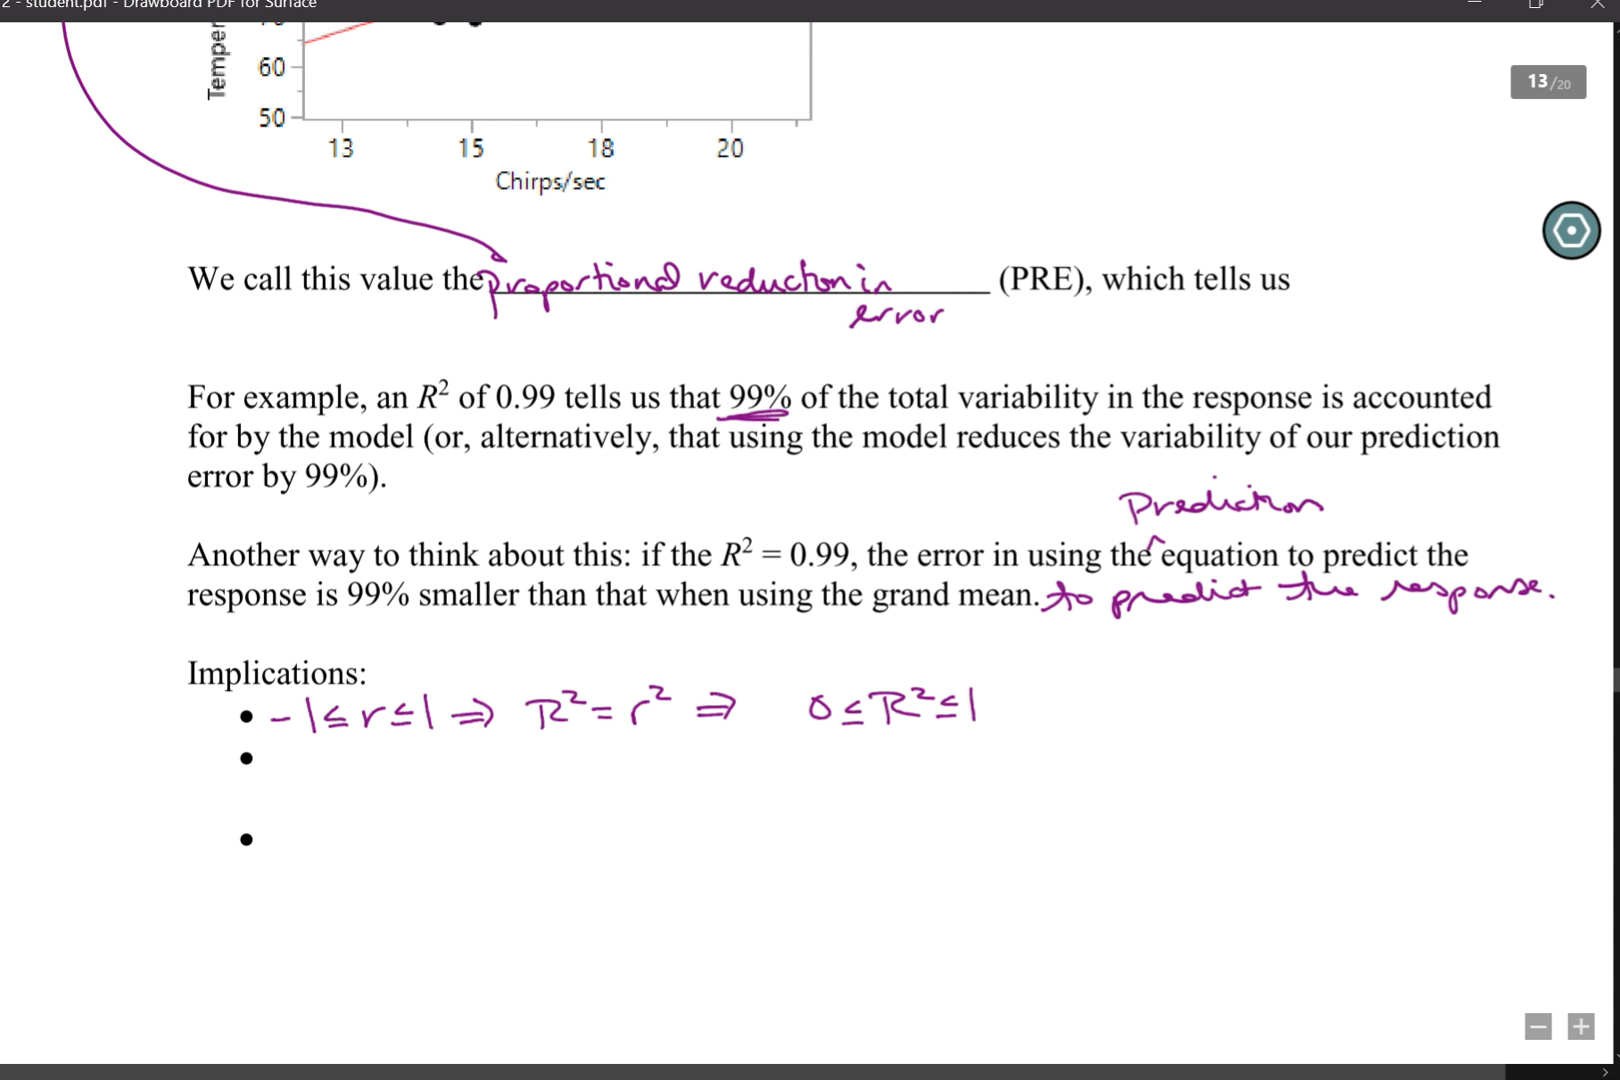 2 - student.pdf - Drawboard PDF for Surface
13/20
Temper
60
50
13 15 18 20
Chirps/sec
We call this value the proportional reduction in error (PRE), which tells us
For example, an R² of 0.99 tells us that 99% of the total variability in the response is accounted
for by the model (or, alternatively, that using the model reduces the variability of our prediction
error by 99%).
Prediction
Another way to think about this: if the R² = 0.99, the error in using the ^ equation to predict the
response is 99% smaller than that when using the grand mean. to predict the response.
Implications:
• -1 ≤ r ≤ 1 ⇒ R² = r² ⇒ 0 ≤ R² ≤ 1
•
•